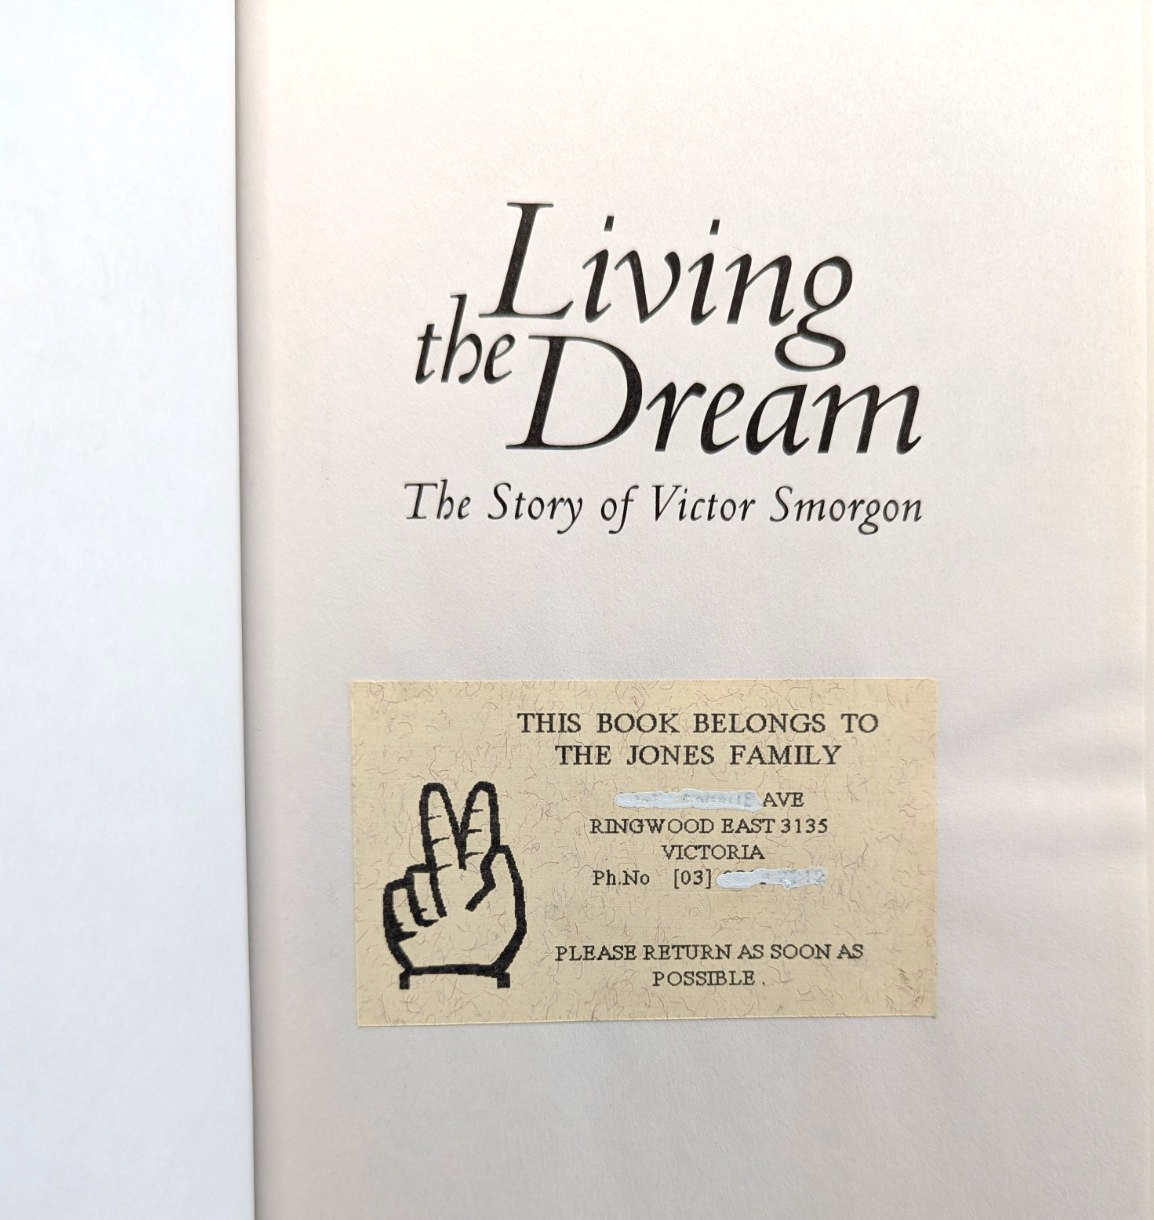 Living
the Dream
The Story of Victor Smorgon
THIS BOOK BELONGS TO
THE JONES FAMILY
AVE
RINGWOOD EAST 3135
VICTORIA
Ph.No [03]
PLEASE RETURN AS SOON AS
POSSIBLE .